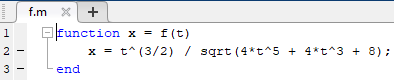 f.m × +
1 function x = f(t)
2 – x = t^(3/2) / sqrt(4*t^5 + 4*t^3 + 8);
3 – end